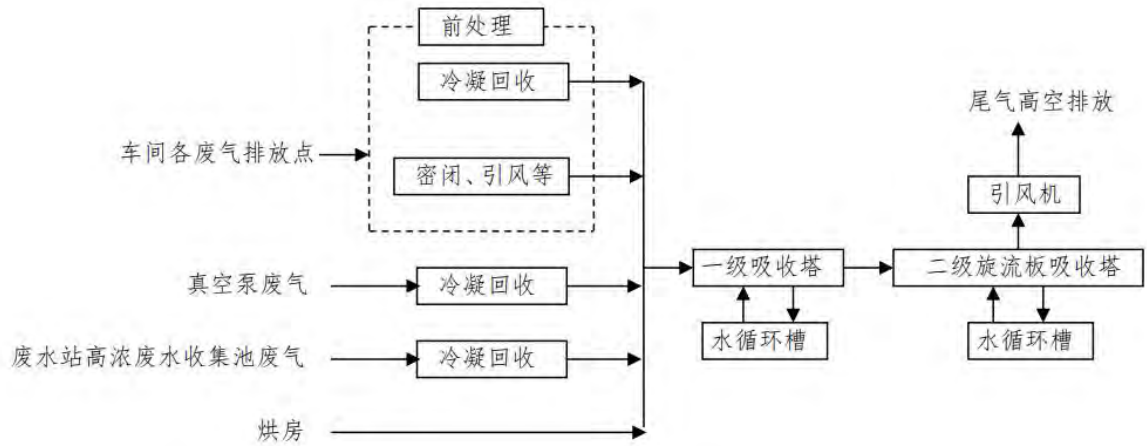 前处理
冷凝回收
尾气高空排放
车间各废气排放点
密闭、引风等
引风机
一级吸收塔
二级旋流板吸收塔
真空泵废气
冷凝回收
水循环槽
水循环槽
废水站高浓废水收集池废气
冷凝回收
烘房